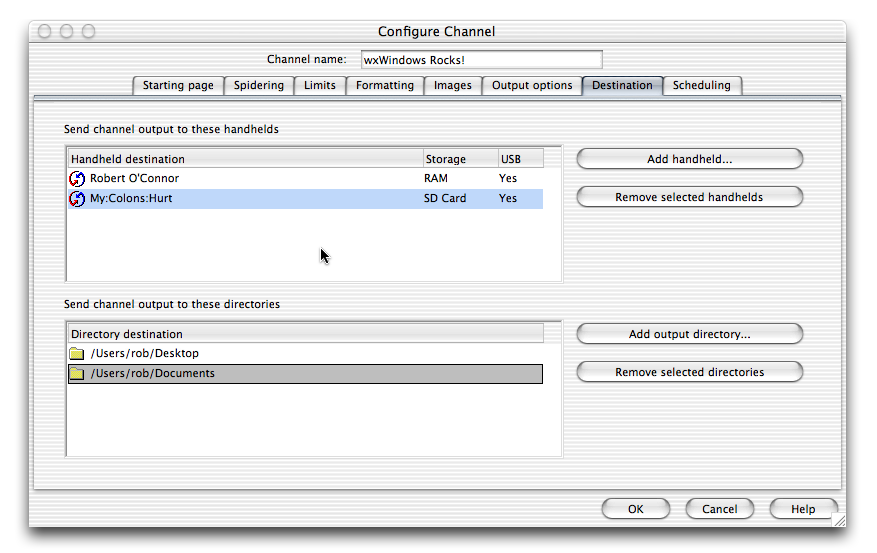 Configure Channel
Channel name: wxWindows Rocks!
Starting page Spidering Limits Formatting Images Output options Destination Scheduling
Send channel output to these handhelds
Handheld destination Storage USB Add handheld...
Robert O'Connor RAM Yes
My:Colons:Hurt SD Card Yes Remove selected handhelds
Send channel output to these directories
Directory destination Add output directory...
/Users/rob/Desktop
/Users/rob/Documents Remove selected directories
OK Cancel Help